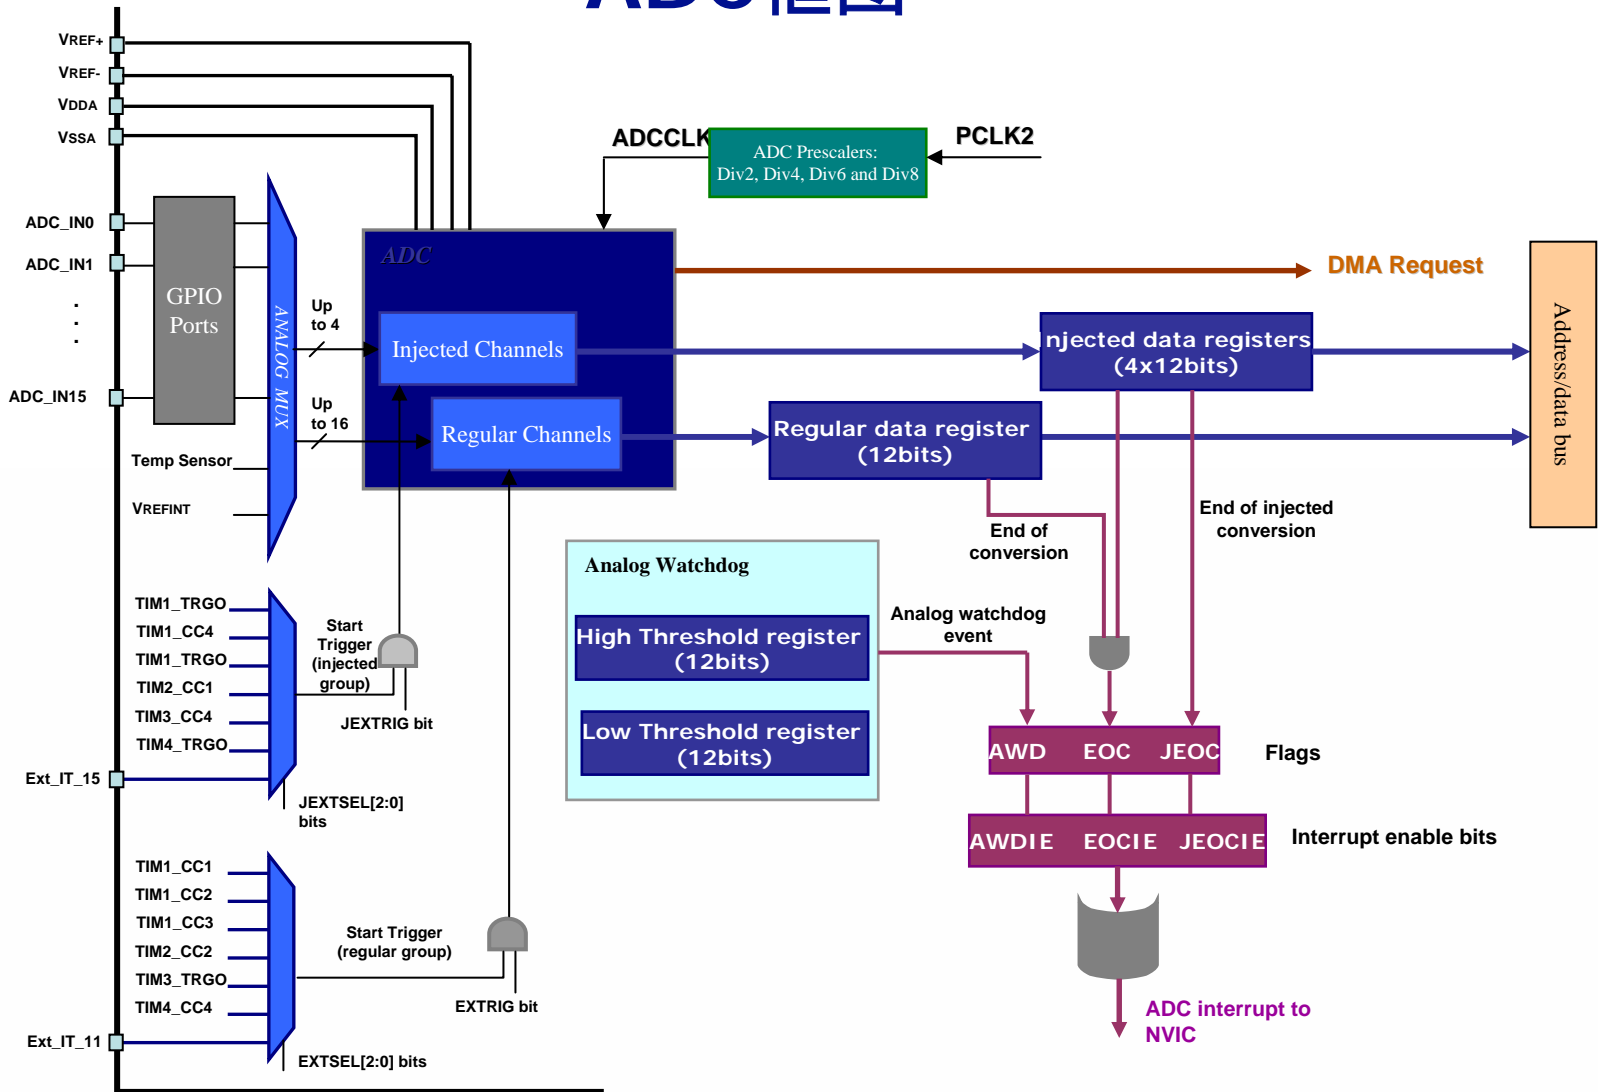 ADC框图
VREF+
VREF-
VDDA
VSSA
ADCCLK
ADC Prescalers:
Div2, Div4, Div6 and Div8
PCLK2
ADC_IN0
ADC_IN1
.
.
.
ADC_IN15
GPIO
Ports
ANALOG MUX
Temp Sensor
VREFINT
Up
to 4
Up
to 16
ADC
Injected Channels
Regular Channels
DMA Request
njected data registers
(4x12bits)
Regular data register
(12bits)
Address/data bus
End of
conversion
End of injected
conversion
Analog Watchdog
High Threshold register
(12bits)
Low Threshold register
(12bits)
Analog watchdog
event
TIM1_TRGO
TIM1_CC4
TIM1_TRGO
TIM2_CC1
TIM3_CC4
TIM4_TRGO
Ext_IT_15
Start
Trigger
(injected
group)
JEXTRIG bit
JEXTSEL[2:0]
bits
AWD EOC JEOC
Flags
AWDIE EOCIE JEOCIE
Interrupt enable bits
TIM1_CC1
TIM1_CC2
TIM1_CC3
TIM2_CC2
TIM3_TRGO
TIM4_CC4
Ext_IT_11
Start Trigger
(regular group)
EXTRIG bit
EXTSEL[2:0] bits
ADC interrupt to
NVIC